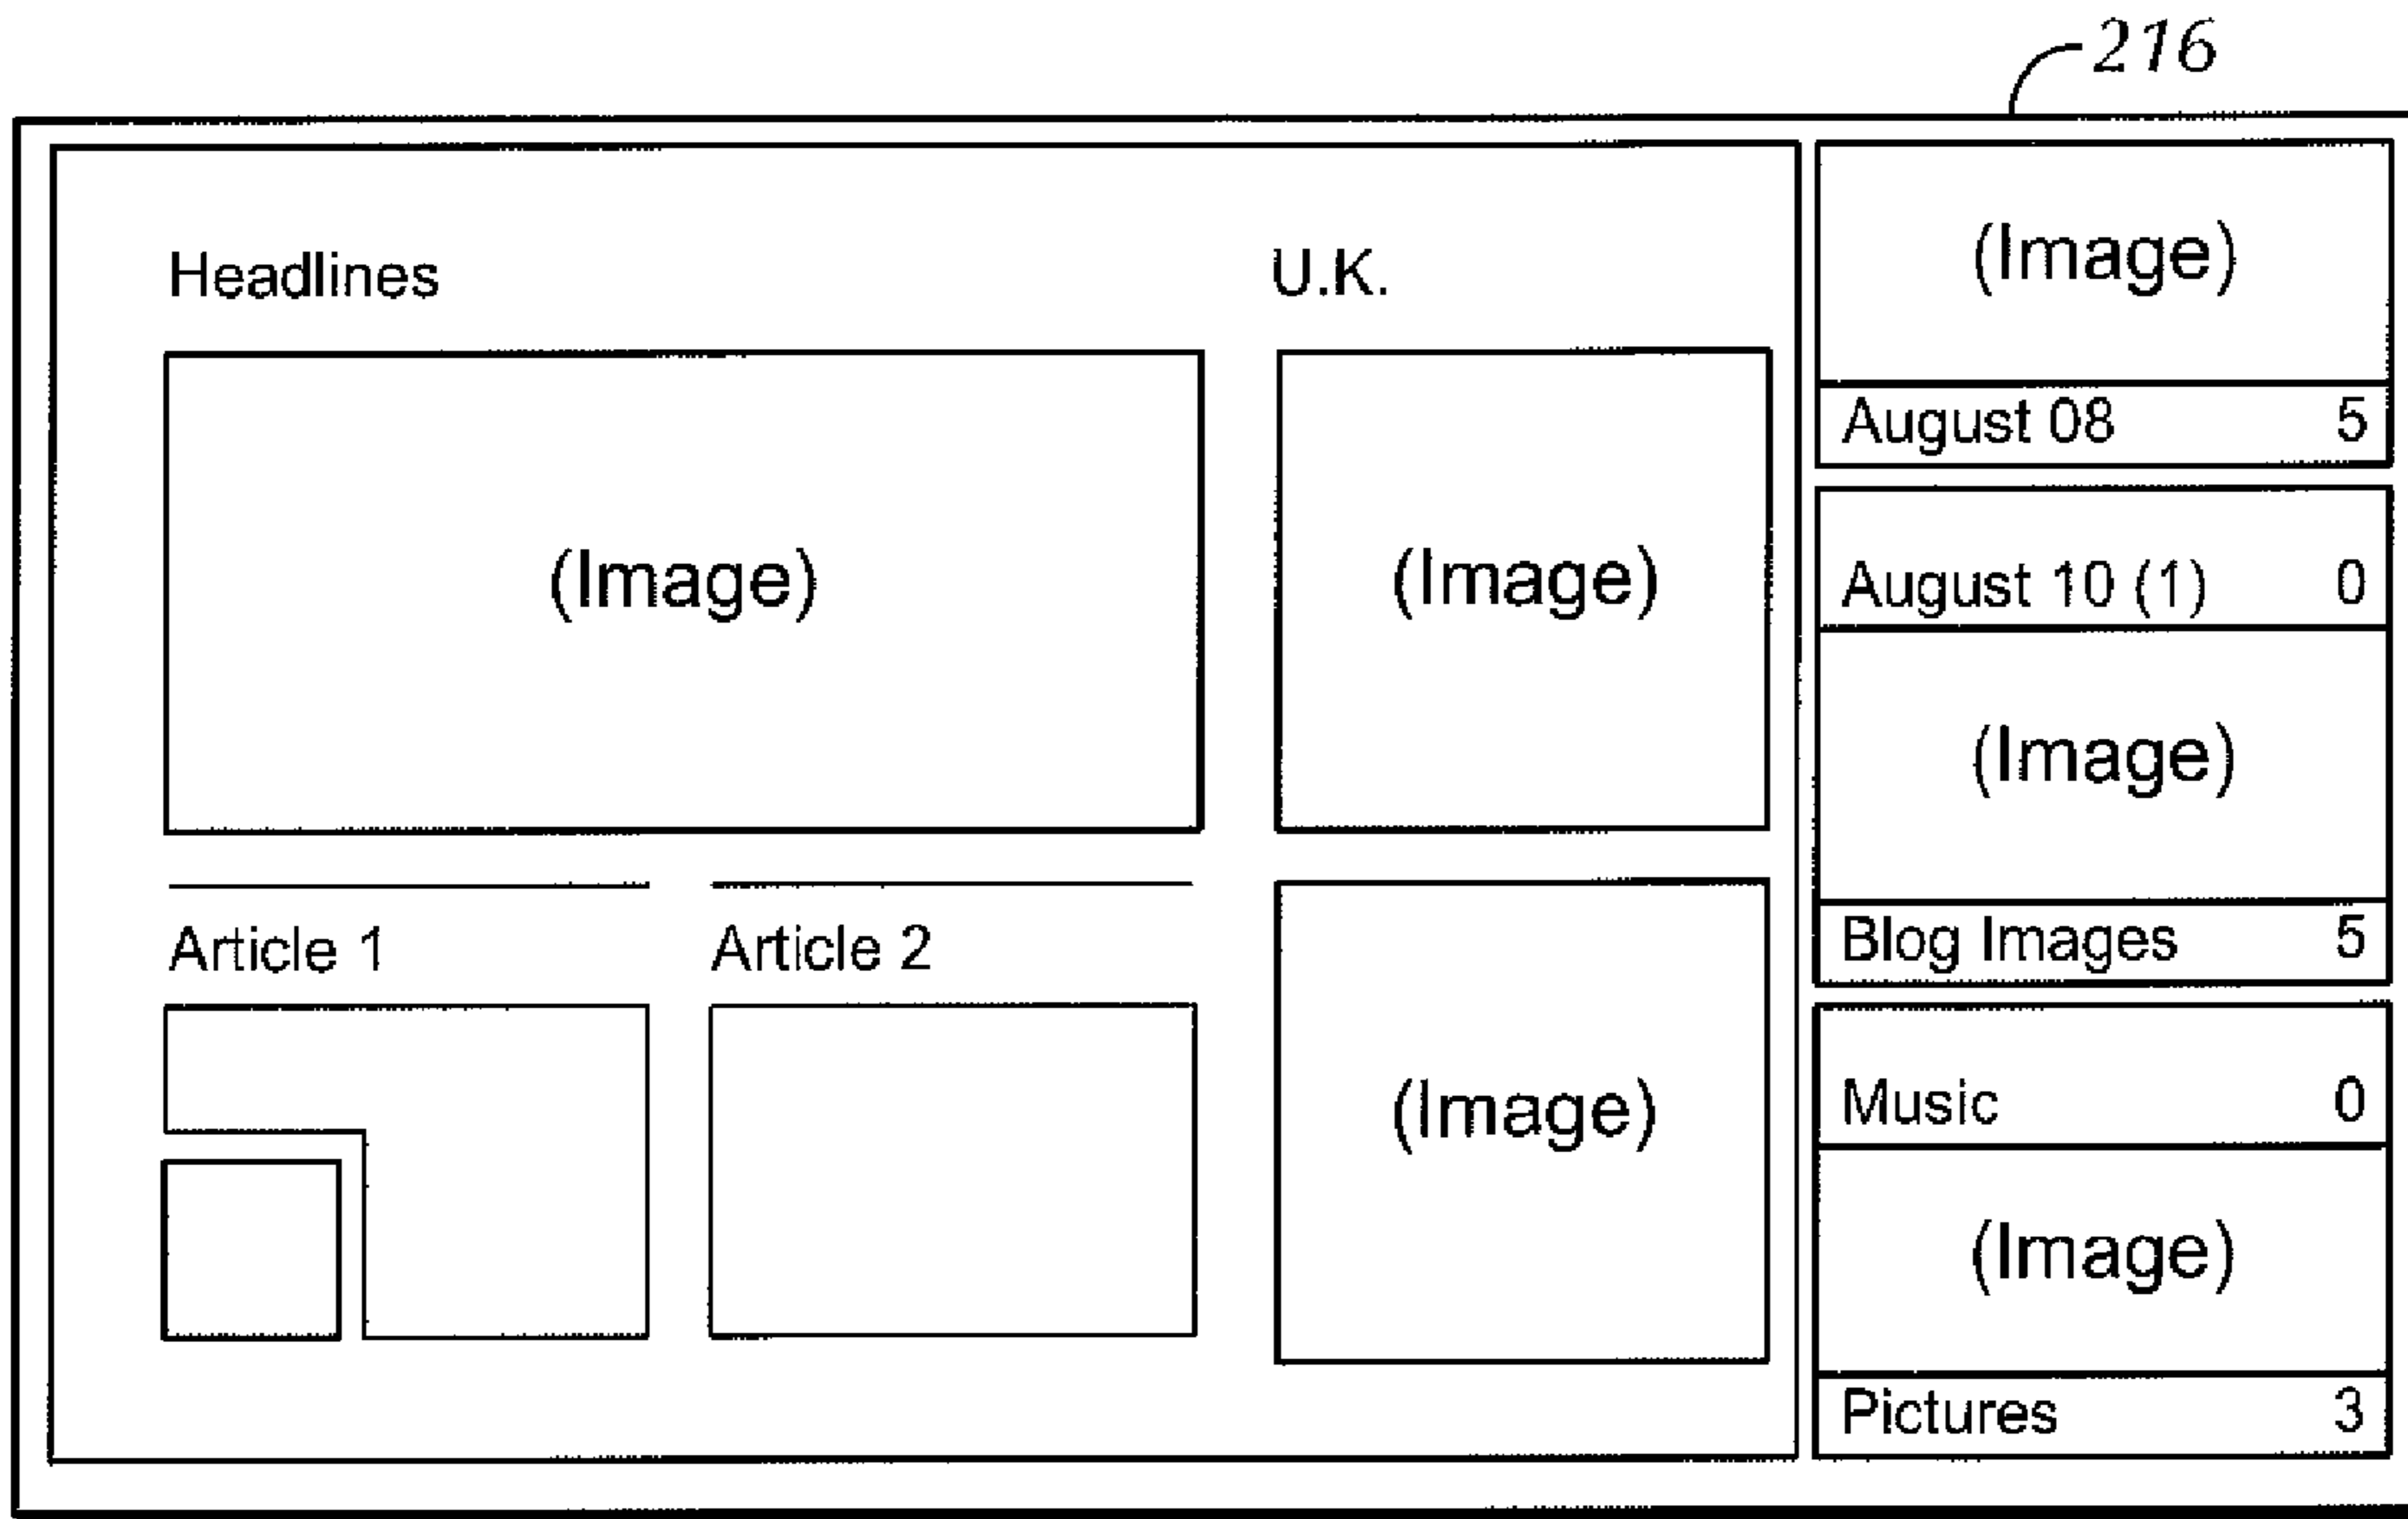 216
Headlines
U.K.
(Image)
(Image)
Article 1
Article 2
(Image)
(Image)
August 08 5
August 10 (1) 0
(Image)
Blog Images 5
Music 0
(Image)
Pictures 3